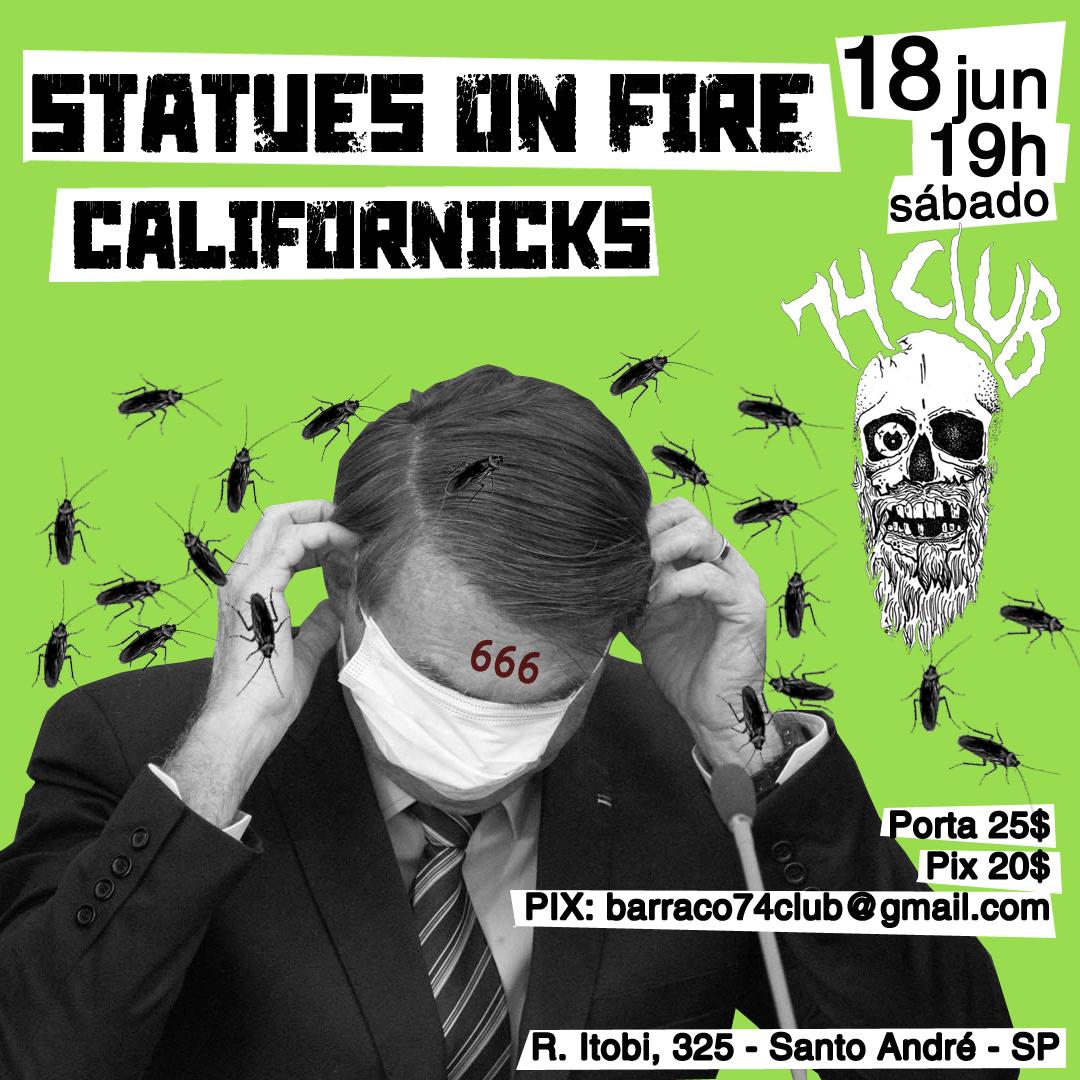 STATUES ON FIRE
CALIFORNICKS
18 jun
19h
sábado
74 CLUB
666
Porta 25$
Pix 20$
PIX: barraco74club@gmail.com
R. Itobi, 325 - Santo André - SP